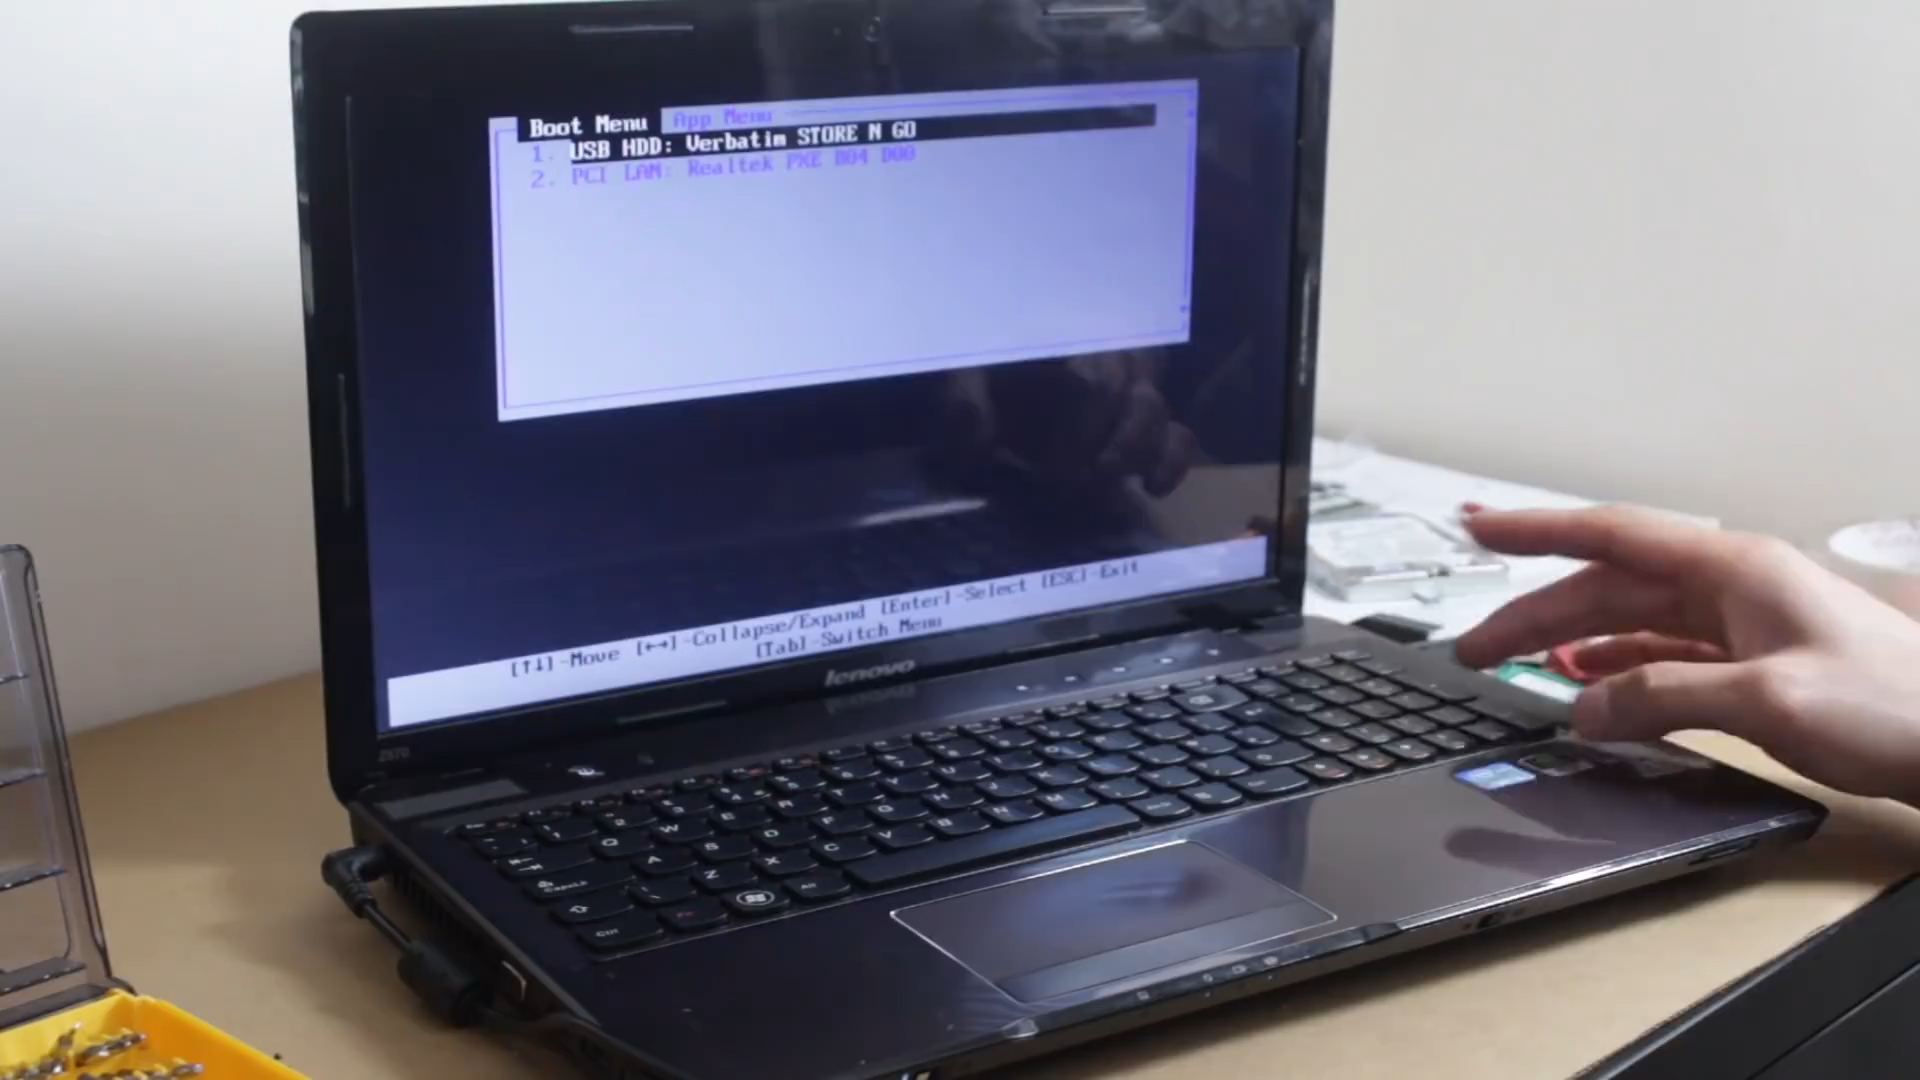 Boot Menu App Menu
1. USB HDD: Verbatim STORE N GO
2. PCI LAN: Realtek PXE B04 D00
[↑↓]-Move [←→]-Collapse/Expand [Enter]-Select [ESC]-Exit
[Tab]-Switch Menu
lenovo
Z570